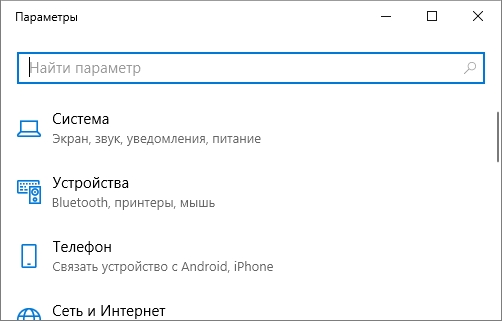 Параметры
Найти параметр
Система
Экран, звук, уведомления, питание
Устройства
Bluetooth, принтеры, мышь
Телефон
Связать устройство с Android, iPhone
Сеть и Интернет